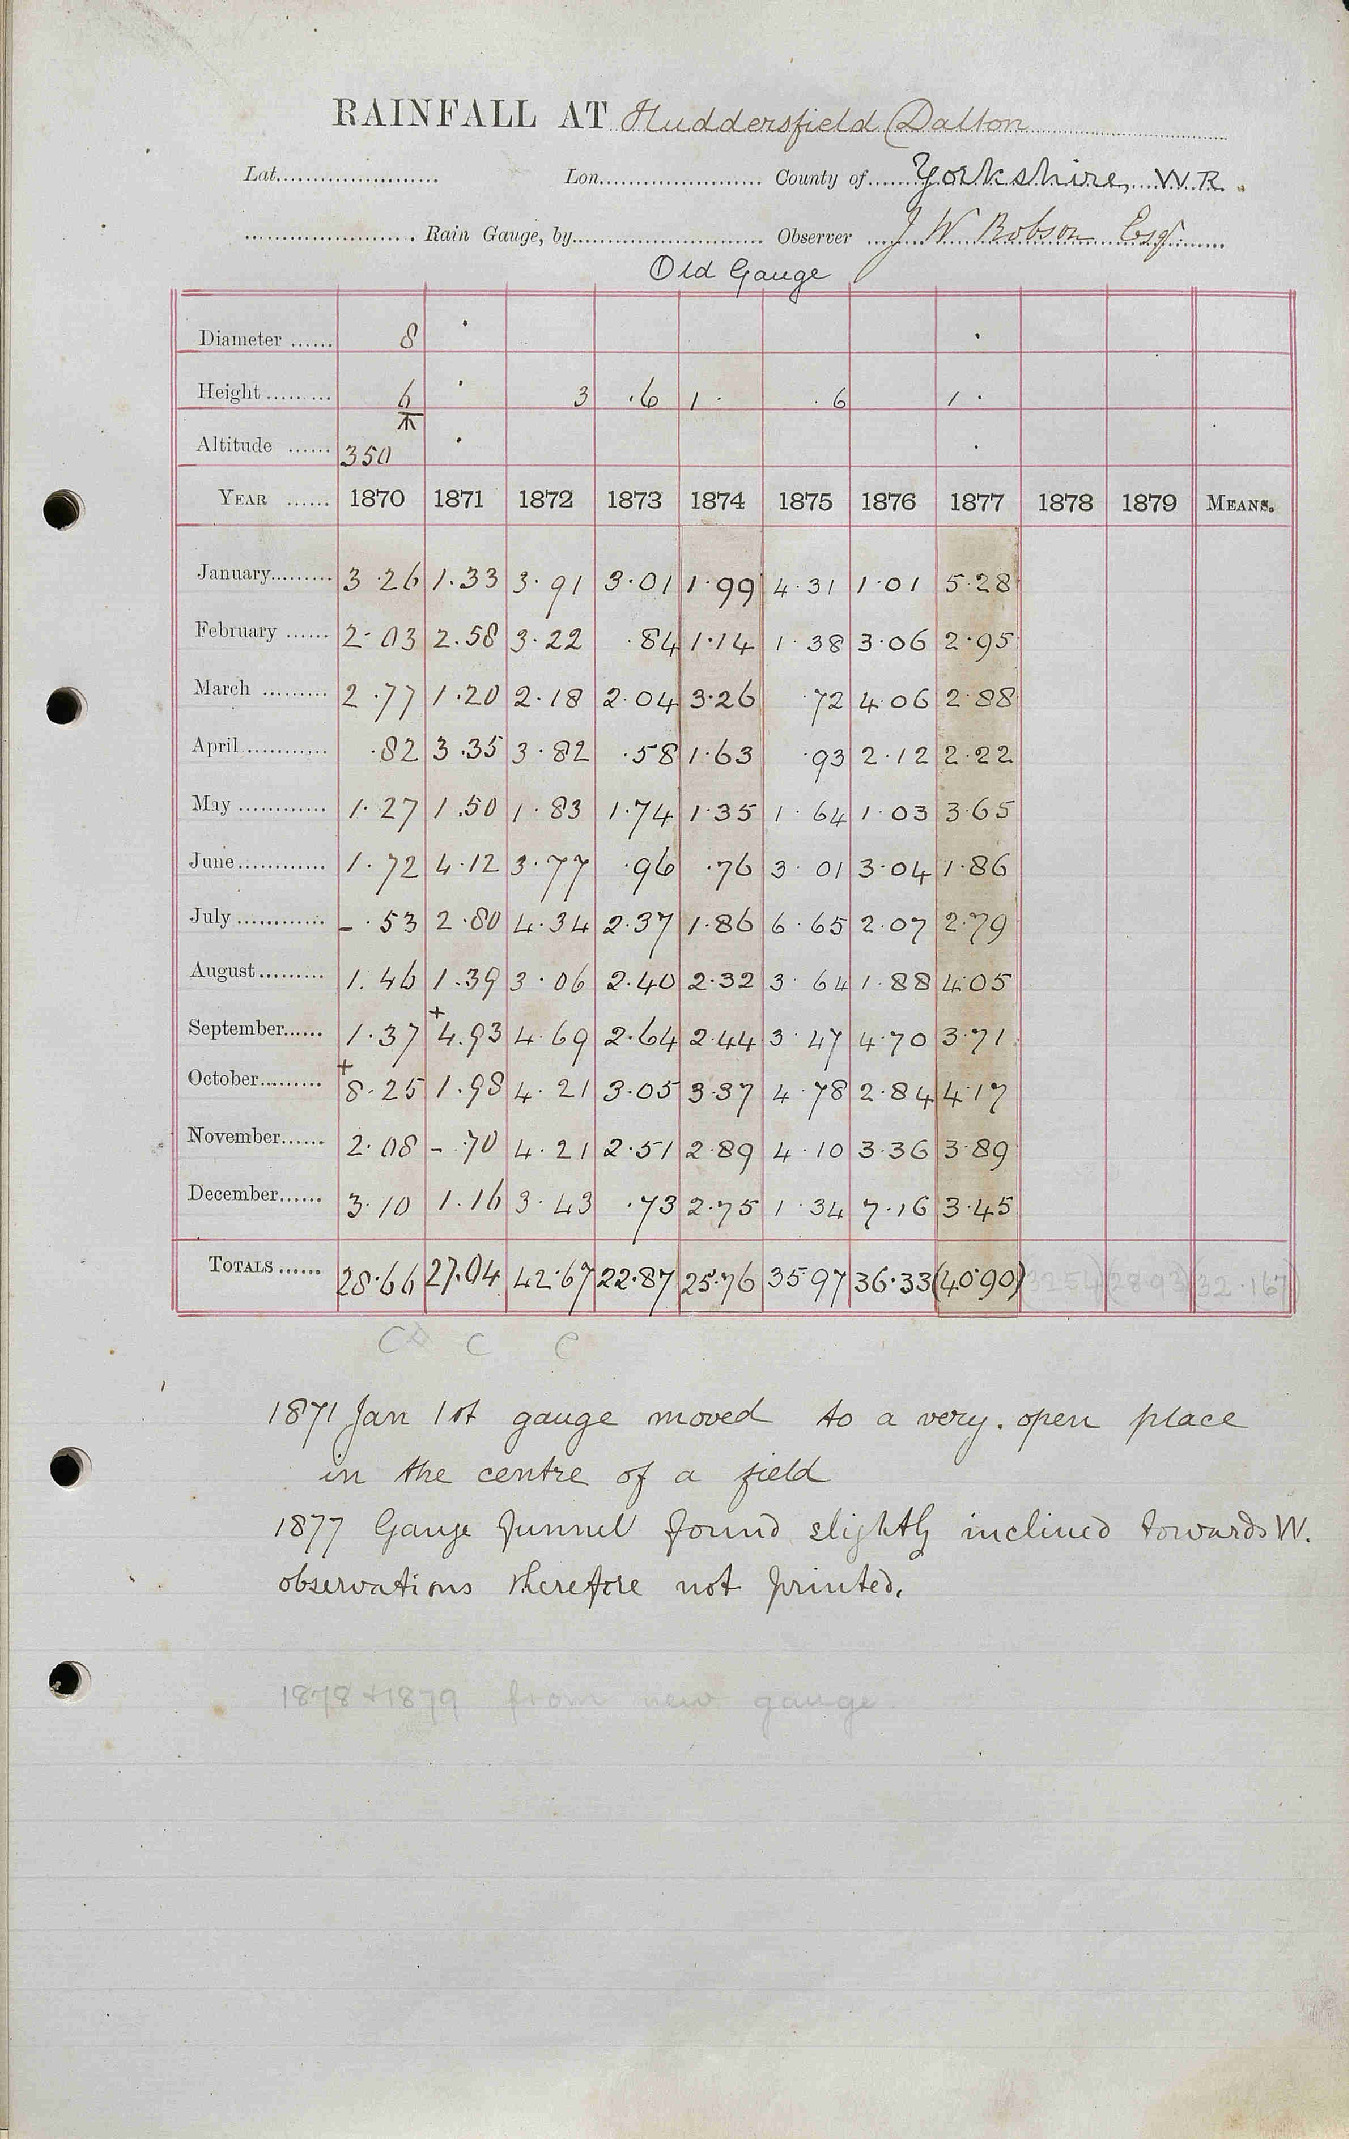 RAINFALL AT Huddersfield (Dalton
Lat. Lon. County of Yorkshire, W.R.
Rain Gauge, by Observer J W Robson Esq
Old Gauge
Diameter 8
Height 6 3 .6 1 .6 1
Altitude 350
YEAR 1870 1871 1872 1873 1874 1875 1876 1877 1878 1879 MEANS.
January 3.26 1.33 3.91 3.01 1.99 4.31 1.01 5.28
February 2.03 2.58 3.22 .84 1.14 1.38 3.06 2.95
March 2.77 1.20 2.18 2.04 3.26 .72 4.06 2.88
April .82 3.35 3.82 .58 1.63 .93 2.12 2.22
May 1.27 1.50 1.83 1.74 1.35 1.64 1.03 3.65
June 1.72 4.12 3.77 .96 .76 3.01 3.04 1.86
July - .53 2.80 4.34 2.37 1.86 6.65 2.07 2.79
August 1.46 1.39 3.06 2.40 2.32 3.64 1.88 4.05
September 1.37 +4.93 4.69 2.64 2.44 3.47 4.70 3.71
October +8.25 1.98 4.21 3.05 3.37 4.78 2.84 4.17
November 2.08 - .70 4.21 2.51 2.89 4.10 3.36 3.89
December 3.10 1.16 3.43 .73 2.75 1.34 7.16 3.45
TOTALS 28.66 27.04 42.67 22.87 25.76 35.97 36.33 (40.90) (32.54) (32.167)
C C C
1871 Jan 1st gauge moved to a very. open place
in the centre of a field
1877 Gauge funnel found slightly inclined towards W.
observations therefore not printed.
1878 + 1879 from new gauge.